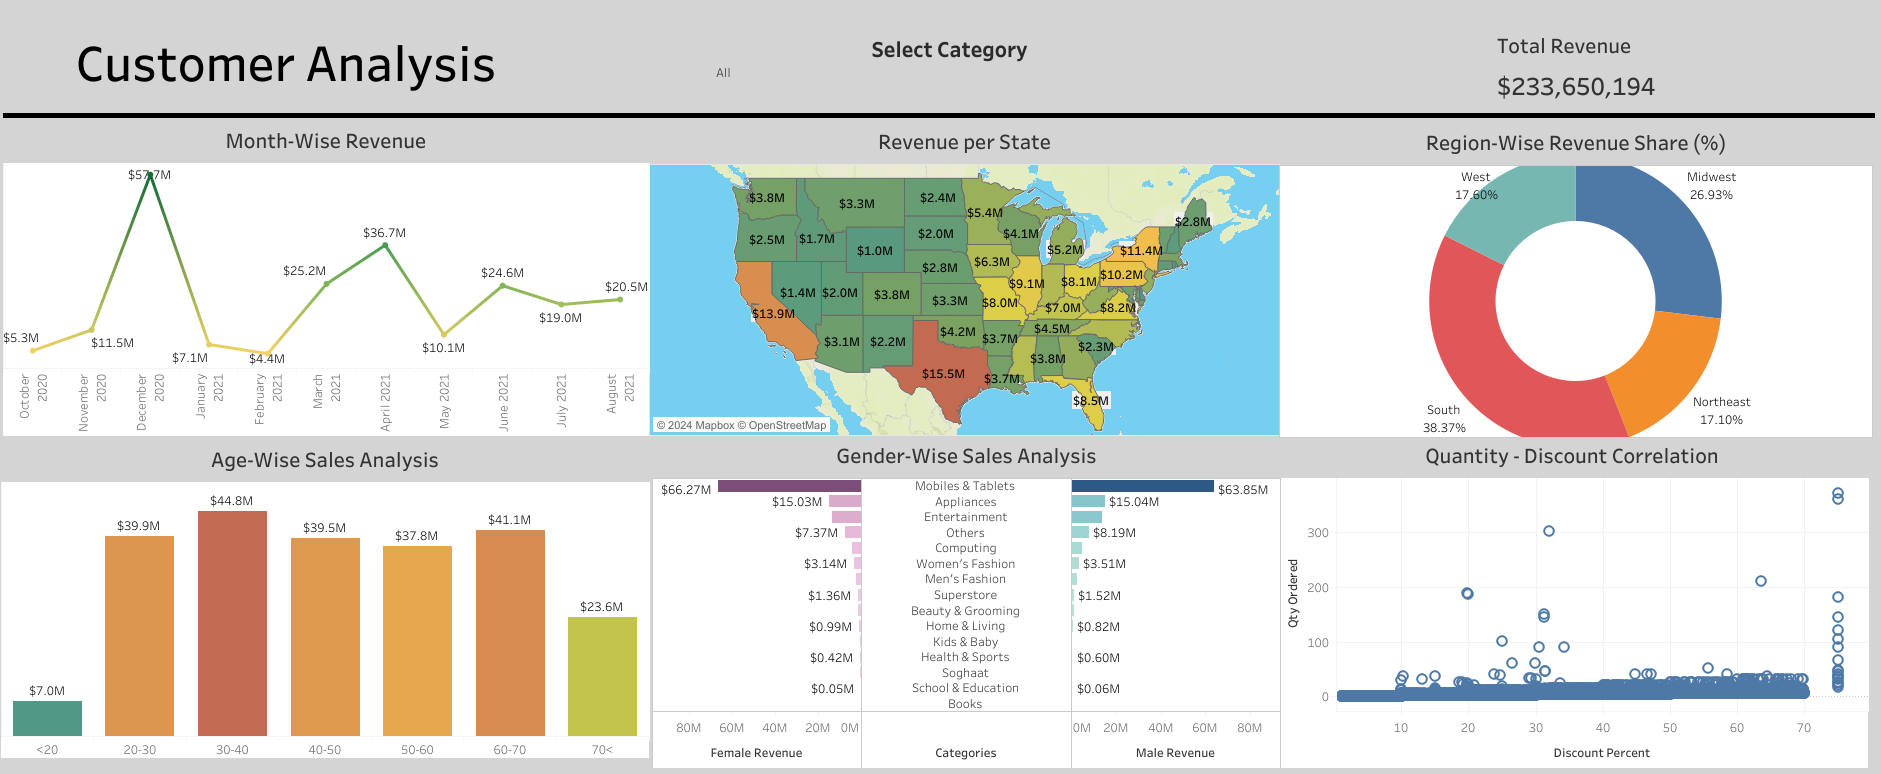 Customer Analysis
Select Category
All
Total Revenue
$233,650,194
Month-Wise Revenue
$57.7M
$36.7M
$25.2M
$24.6M
$20.5M
$19.0M
$5.3M
$11.5M
$7.1M
$4.4M
$10.1M
October 2020
November 2020
December 2020
January 2021
February 2021
March 2021
April 2021
May 2021
June 2021
July 2021
August 2021
Revenue per State
$3.8M
$3.3M
$2.4M
$5.4M
$2.8M
$2.5M
$1.7M
$1.0M
$2.0M
$4.1M
$5.2M
$11.4M
$2.8M
$6.3M
$10.2M
$1.4M
$2.0M
$3.8M
$3.3M
$8.0M
$9.1M
$8.1M
$7.0M
$8.2M
$13.9M
$3.1M
$2.2M
$4.2M
$3.7M
$4.5M
$3.8M
$2.3M
$15.5M
$3.7M
$8.5M
© 2024 Mapbox © OpenStreetMap
Region-Wise Revenue Share (%)
West
17.60%
Midwest
26.93%
South
38.37%
Northeast
17.10%
Age-Wise Sales Analysis
$7.0M
$39.9M
$44.8M
$39.5M
$37.8M
$41.1M
$23.6M
<20
20-30
30-40
40-50
50-60
60-70
70<
Gender-Wise Sales Analysis
$66.27M Mobiles & Tablets $63.85M
$15.03M Appliances $15.04M
Entertainment
$7.37M Others $8.19M
Computing
$3.14M Women's Fashion $3.51M
Men's Fashion
$1.36M Superstore $1.52M
Beauty & Grooming
$0.99M Home & Living $0.82M
Kids & Baby
$0.42M Health & Sports $0.60M
Soghaat
$0.05M School & Education $0.06M
Books
80M 60M 40M 20M 0M 0M 20M 40M 60M 80M
Female Revenue Categories Male Revenue
Quantity - Discount Correlation
Qty Ordered
300
200
100
0
10 20 30 40 50 60 70
Discount Percent